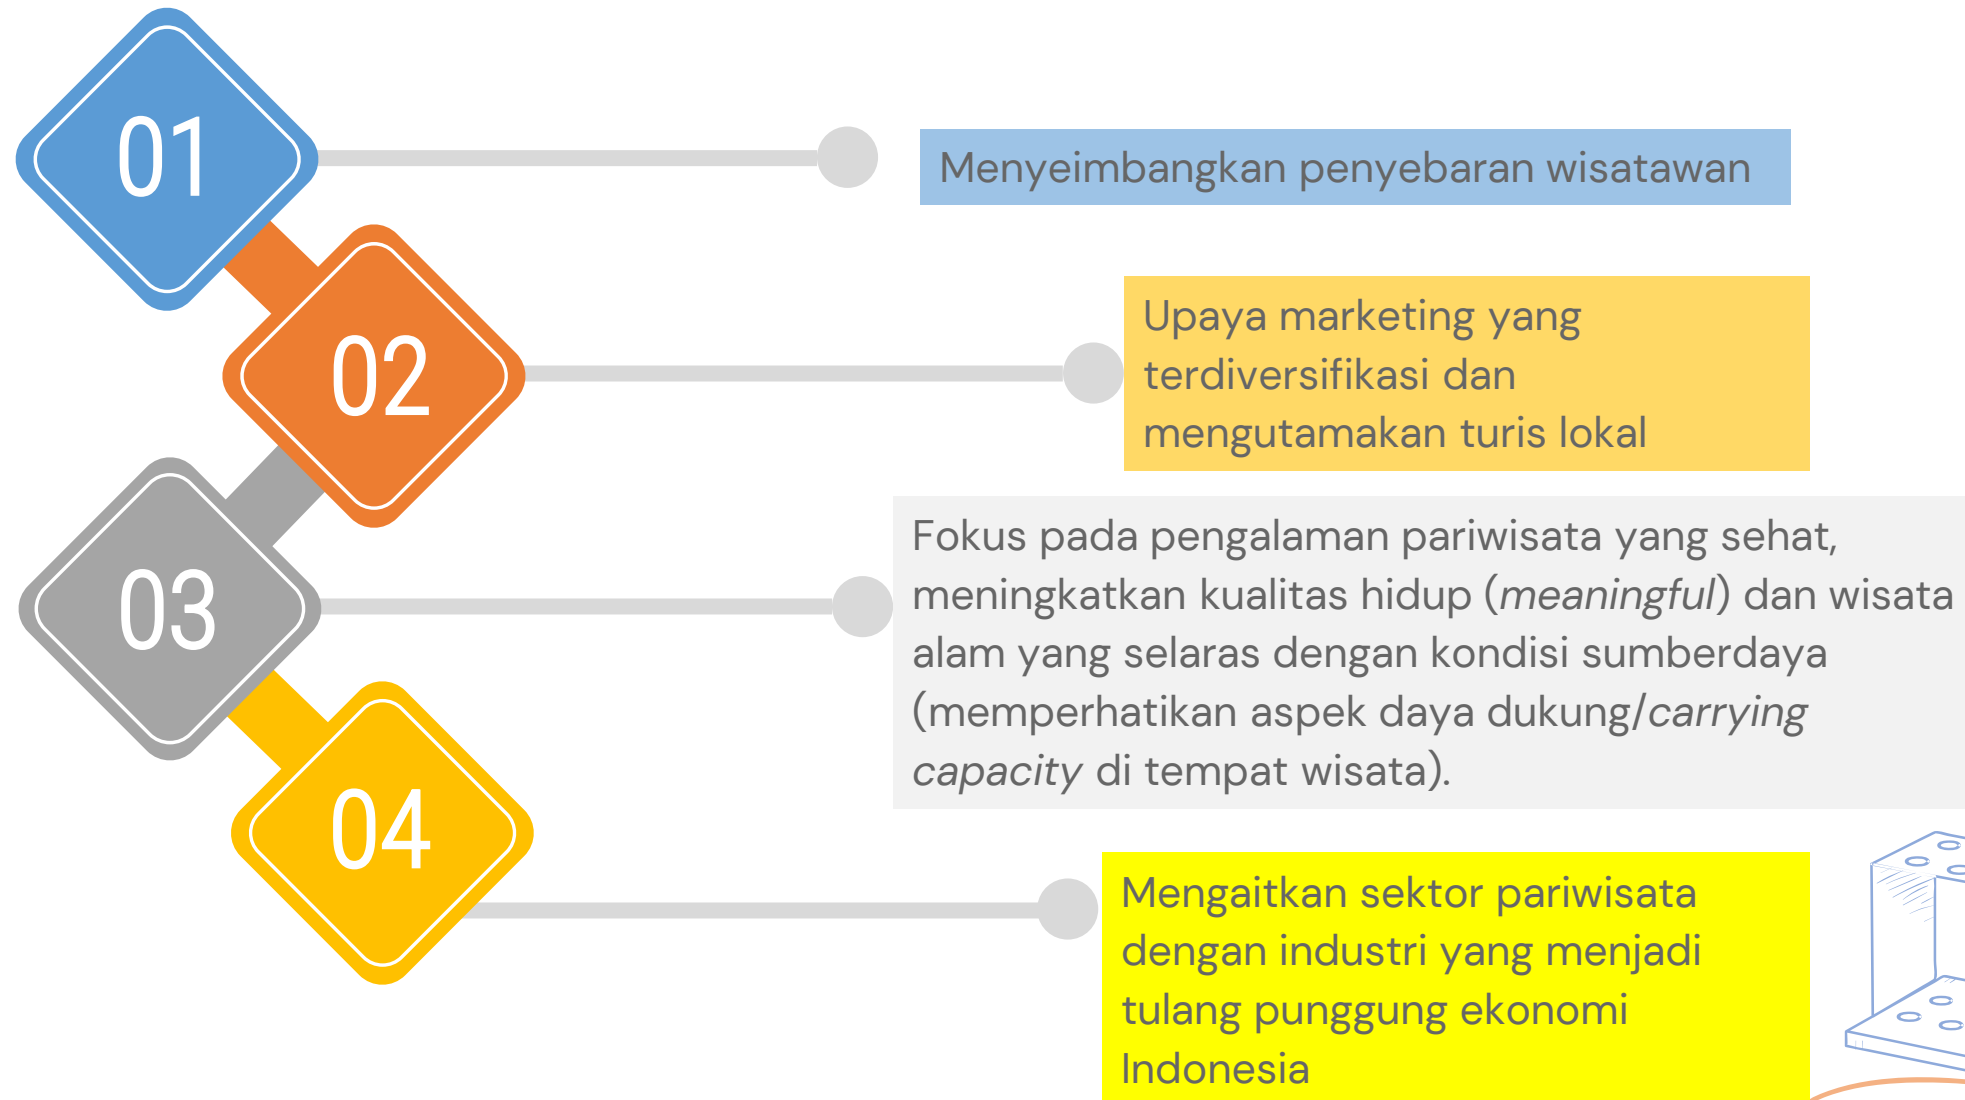 01
Menyeimbangkan penyebaran wisatawan
02
Upaya marketing yang
terdiversifikasi dan
mengutamakan turis lokal
03
Fokus pada pengalaman pariwisata yang sehat,
meningkatkan kualitas hidup (meaningful) dan wisata
alam yang selaras dengan kondisi sumberdaya
(memperhatikan aspek daya dukung/carrying
capacity di tempat wisata).
04
Mengaitkan sektor pariwisata
dengan industri yang menjadi
tulang punggung ekonomi
Indonesia